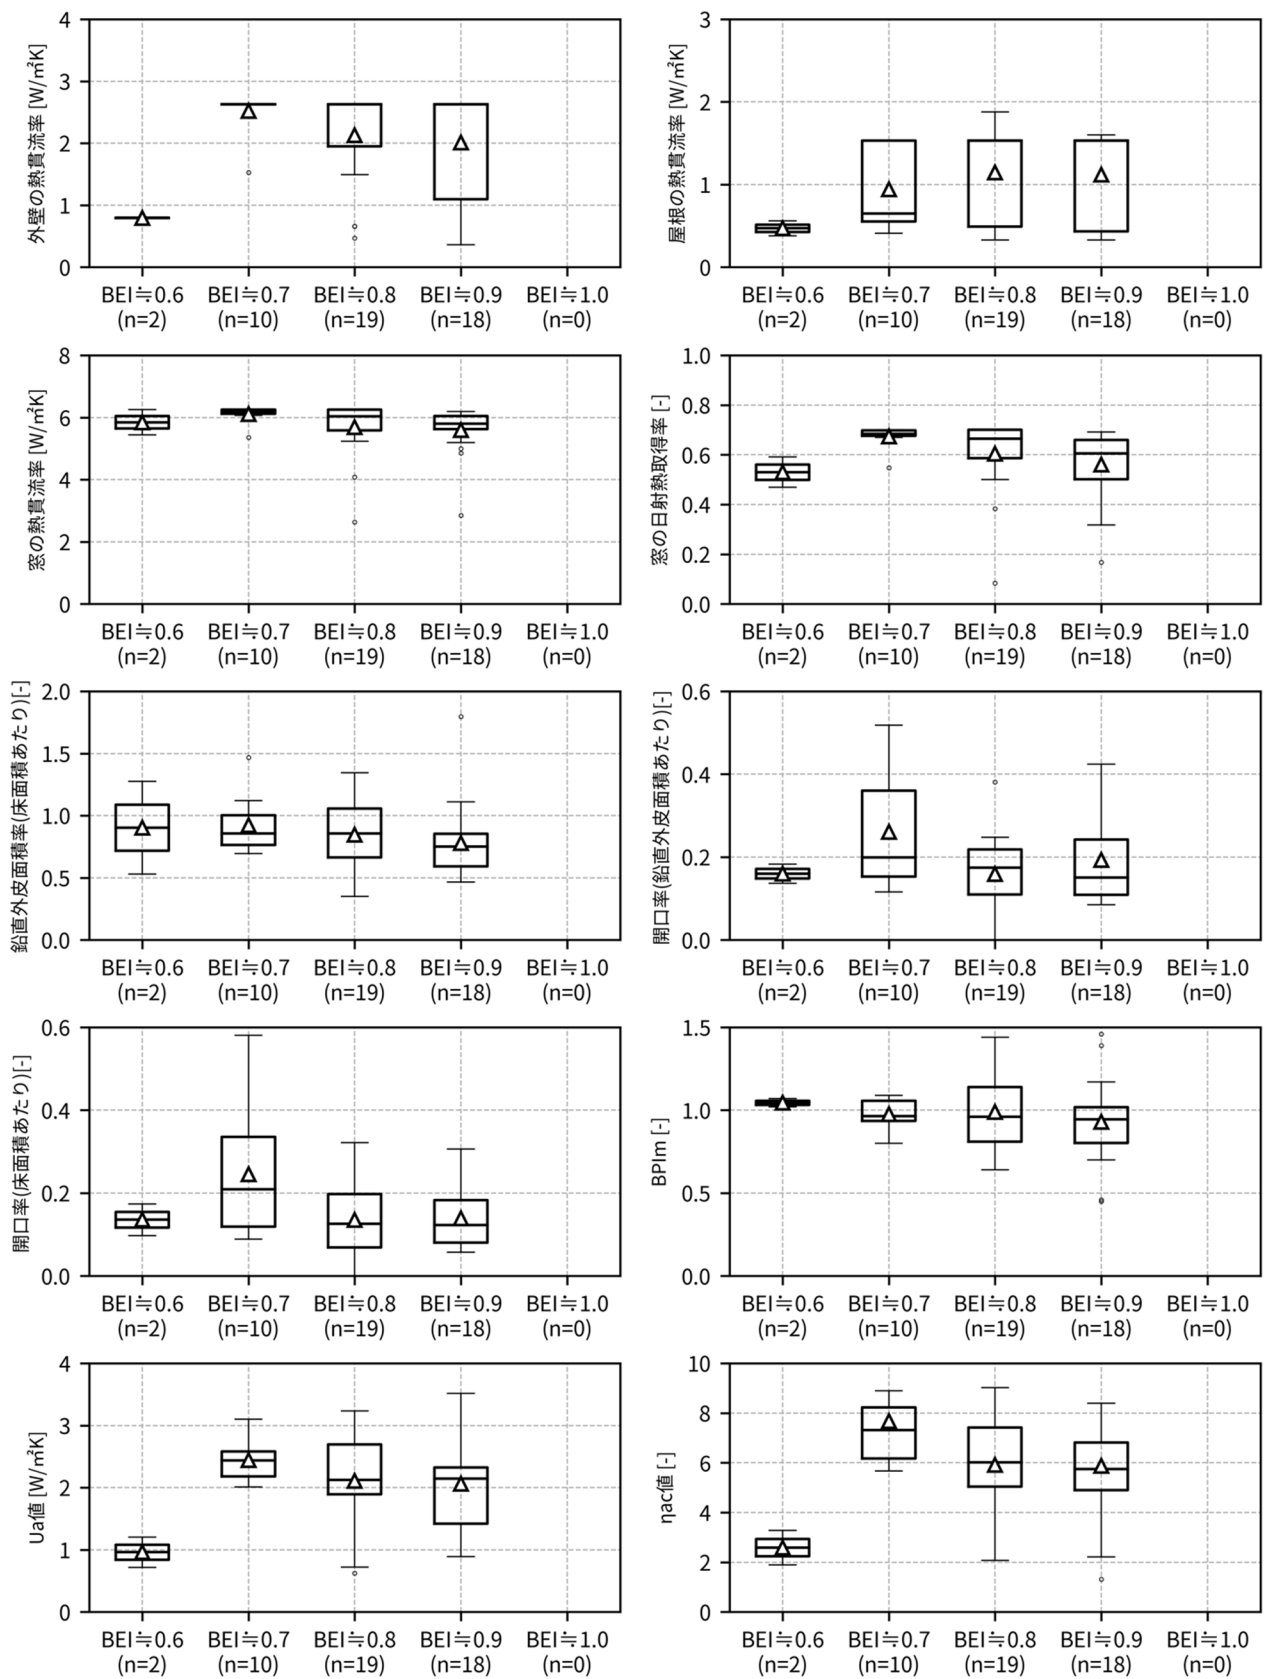 外壁の熱貫流率 [W/㎡K]
4
3
2
1
0
BEI≒0.6 BEI≒0.7 BEI≒0.8 BEI≒0.9 BEI≒1.0
(n=2) (n=10) (n=19) (n=18) (n=0)
屋根の熱貫流率 [W/㎡K]
3
2
1
0
BEI≒0.6 BEI≒0.7 BEI≒0.8 BEI≒0.9 BEI≒1.0
(n=2) (n=10) (n=19) (n=18) (n=0)
窓の熱貫流率 [W/㎡K]
8
6
4
2
0
BEI≒0.6 BEI≒0.7 BEI≒0.8 BEI≒0.9 BEI≒1.0
(n=2) (n=10) (n=19) (n=18) (n=0)
窓の日射熱取得率 [-]
1.0
0.8
0.6
0.4
0.2
0.0
BEI≒0.6 BEI≒0.7 BEI≒0.8 BEI≒0.9 BEI≒1.0
(n=2) (n=10) (n=19) (n=18) (n=0)
鉛直外皮面積率(床面積あたり)[-]
2.0
1.5
1.0
0.5
0.0
BEI≒0.6 BEI≒0.7 BEI≒0.8 BEI≒0.9 BEI≒1.0
(n=2) (n=10) (n=19) (n=18) (n=0)
開口率(鉛直外皮面積あたり)[-]
0.6
0.4
0.2
0.0
BEI≒0.6 BEI≒0.7 BEI≒0.8 BEI≒0.9 BEI≒1.0
(n=2) (n=10) (n=19) (n=18) (n=0)
開口率(床面積あたり)[-]
0.6
0.4
0.2
0.0
BEI≒0.6 BEI≒0.7 BEI≒0.8 BEI≒0.9 BEI≒1.0
(n=2) (n=10) (n=19) (n=18) (n=0)
BPIm [-]
1.5
1.0
0.5
0.0
BEI≒0.6 BEI≒0.7 BEI≒0.8 BEI≒0.9 BEI≒1.0
(n=2) (n=10) (n=19) (n=18) (n=0)
Ua値 [W/㎡K]
4
3
2
1
0
BEI≒0.6 BEI≒0.7 BEI≒0.8 BEI≒0.9 BEI≒1.0
(n=2) (n=10) (n=19) (n=18) (n=0)
ηac値 [-]
10
8
6
4
2
0
BEI≒0.6 BEI≒0.7 BEI≒0.8 BEI≒0.9 BEI≒1.0
(n=2) (n=10) (n=19) (n=18) (n=0)